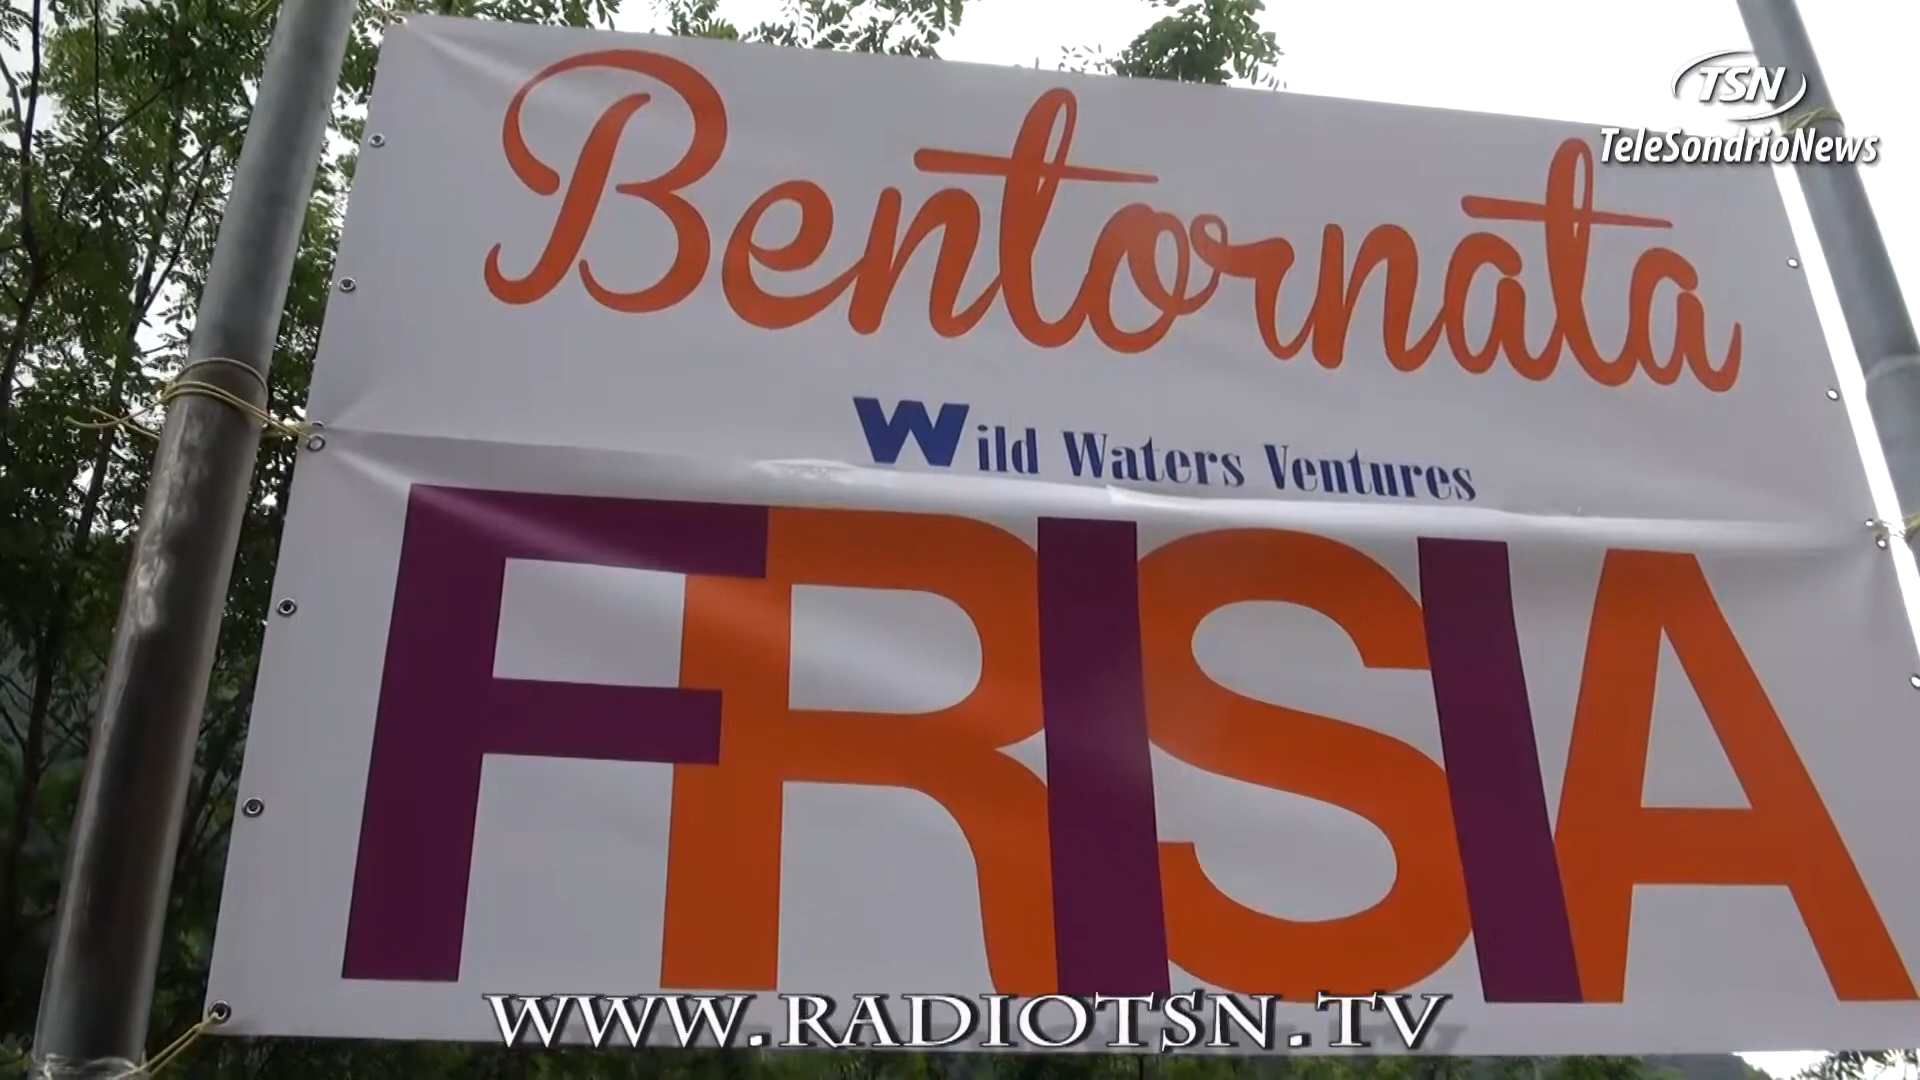 TSN
TeleSondrioNews
Bentornata
Wild Waters Ventures
FRISIA
WWW.RADIOTSN.TV